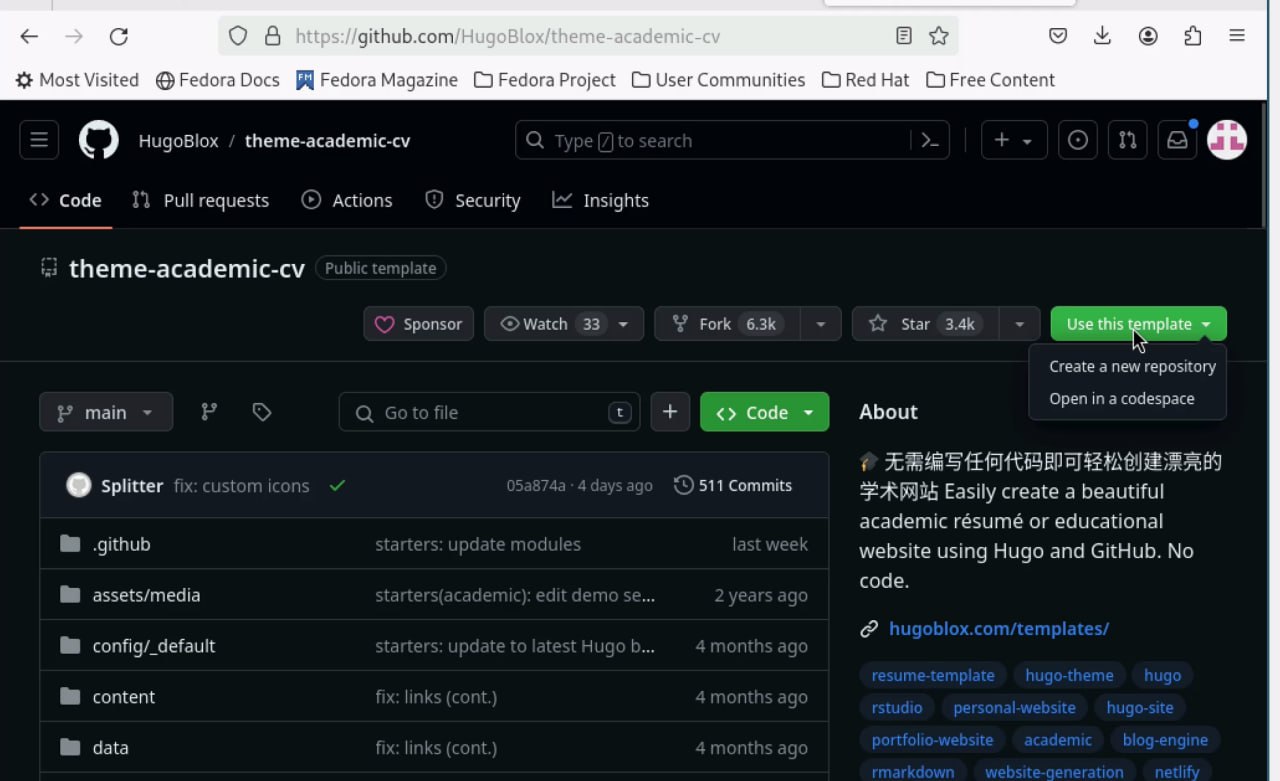 https://github.com/HugoBlox/theme-academic-cv
Most Visited Fedora Docs FM Fedora Magazine Fedora Project User Communities Red Hat Free Content
HugoBlox / theme-academic-cv Type / to search
Code Pull requests Actions Security Insights
theme-academic-cv Public template
Sponsor Watch 33 Fork 6.3k Star 3.4k Use this template
Create a new repository
Open in a codespace
main Go to file t + <> Code
Splitter fix: custom icons 05a874a · 4 days ago 511 Commits
.github starters: update modules last week
assets/media starters(academic): edit demo se... 2 years ago
config/_default starters: update to latest Hugo b... 4 months ago
content fix: links (cont.) 4 months ago
data fix: links (cont.) 4 months ago
About
🎓 无需编写任何代码即可轻松创建漂亮的
学术网站 Easily create a beautiful
academic résumé or educational
website using Hugo and GitHub. No
code.
hugoblox.com/templates/
resume-template hugo-theme hugo
rstudio personal-website hugo-site
portfolio-website academic blog-engine
rmarkdown website-generation netlify